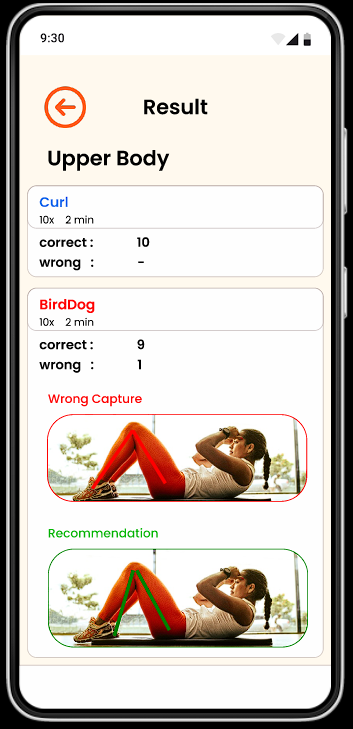 9:30
Result
Upper Body
Curl
10x 2 min
correct : 10
wrong : -
BirdDog
10x 2 min
correct : 9
wrong : 1
Wrong Capture
Recommendation